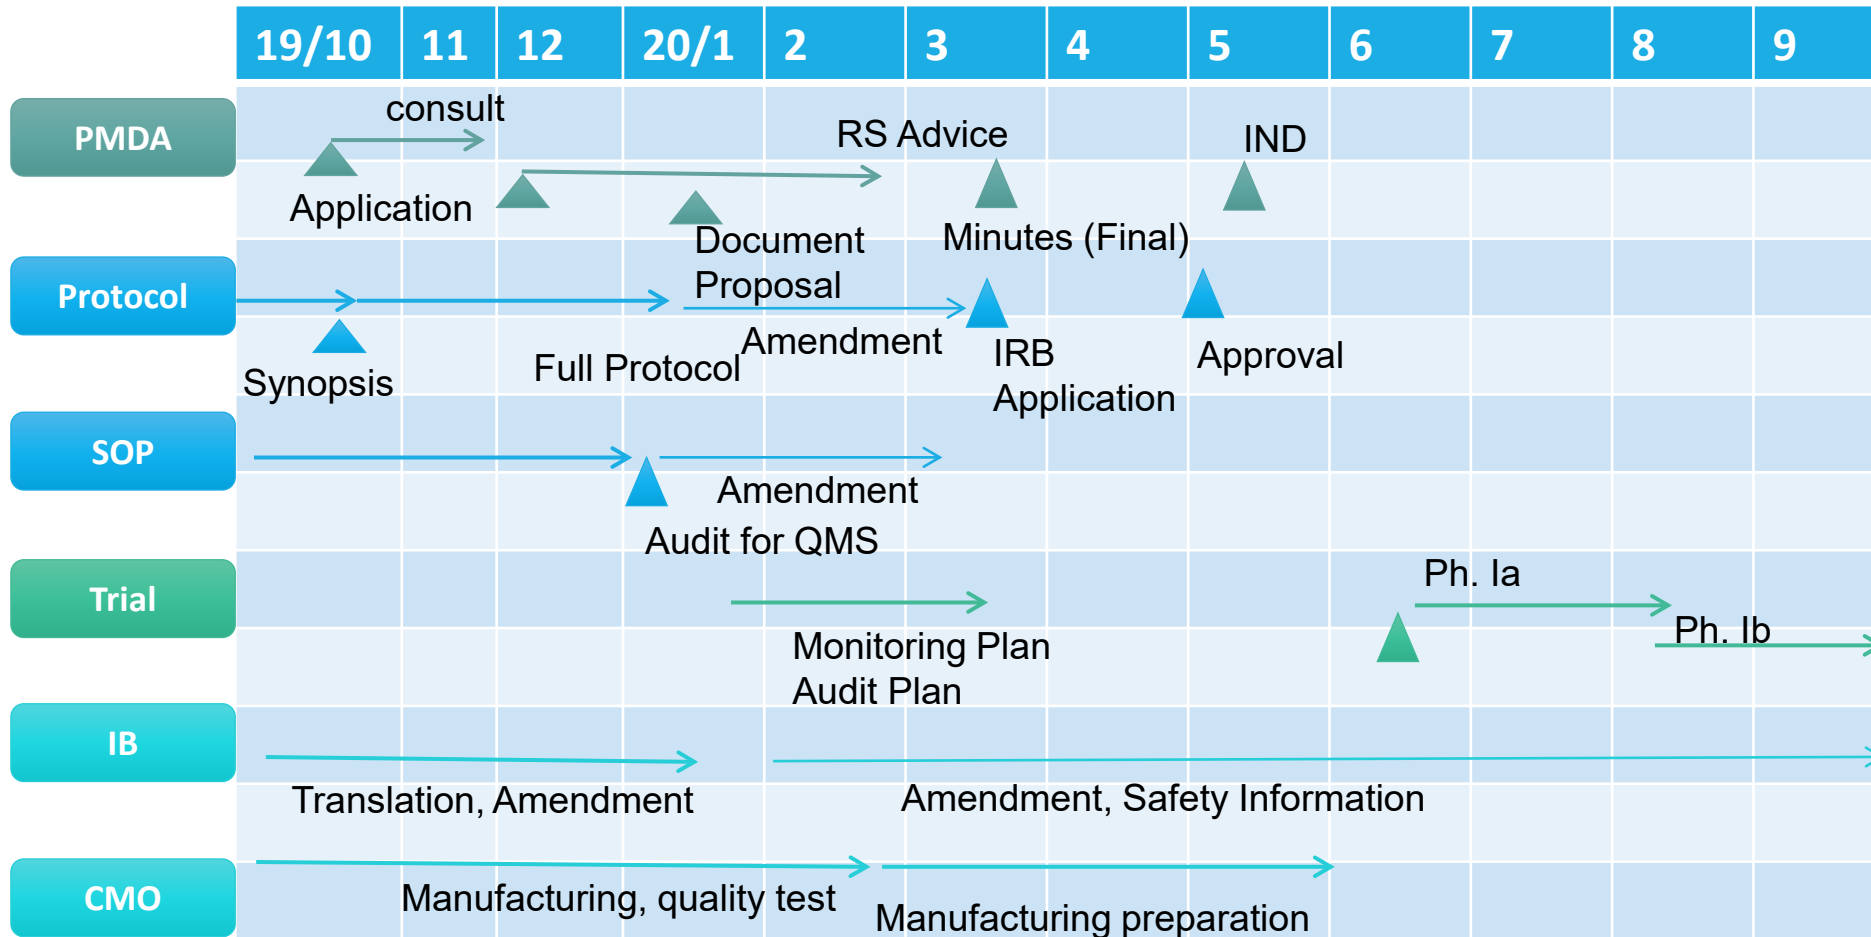 19/10 11 12 20/1 2 3 4 5 6 7 8 9
PMDA
consult
RS Advice
IND
Application
Document
Proposal
Minutes (Final)
Protocol
Amendment
Synopsis
Full Protocol
IRB
Application
Approval
SOP
Amendment
Audit for QMS
Trial
Ph. Ia
Ph. Ib
Monitoring Plan
Audit Plan
IB
Translation, Amendment
Amendment, Safety Information
CMO
Manufacturing, quality test
Manufacturing preparation